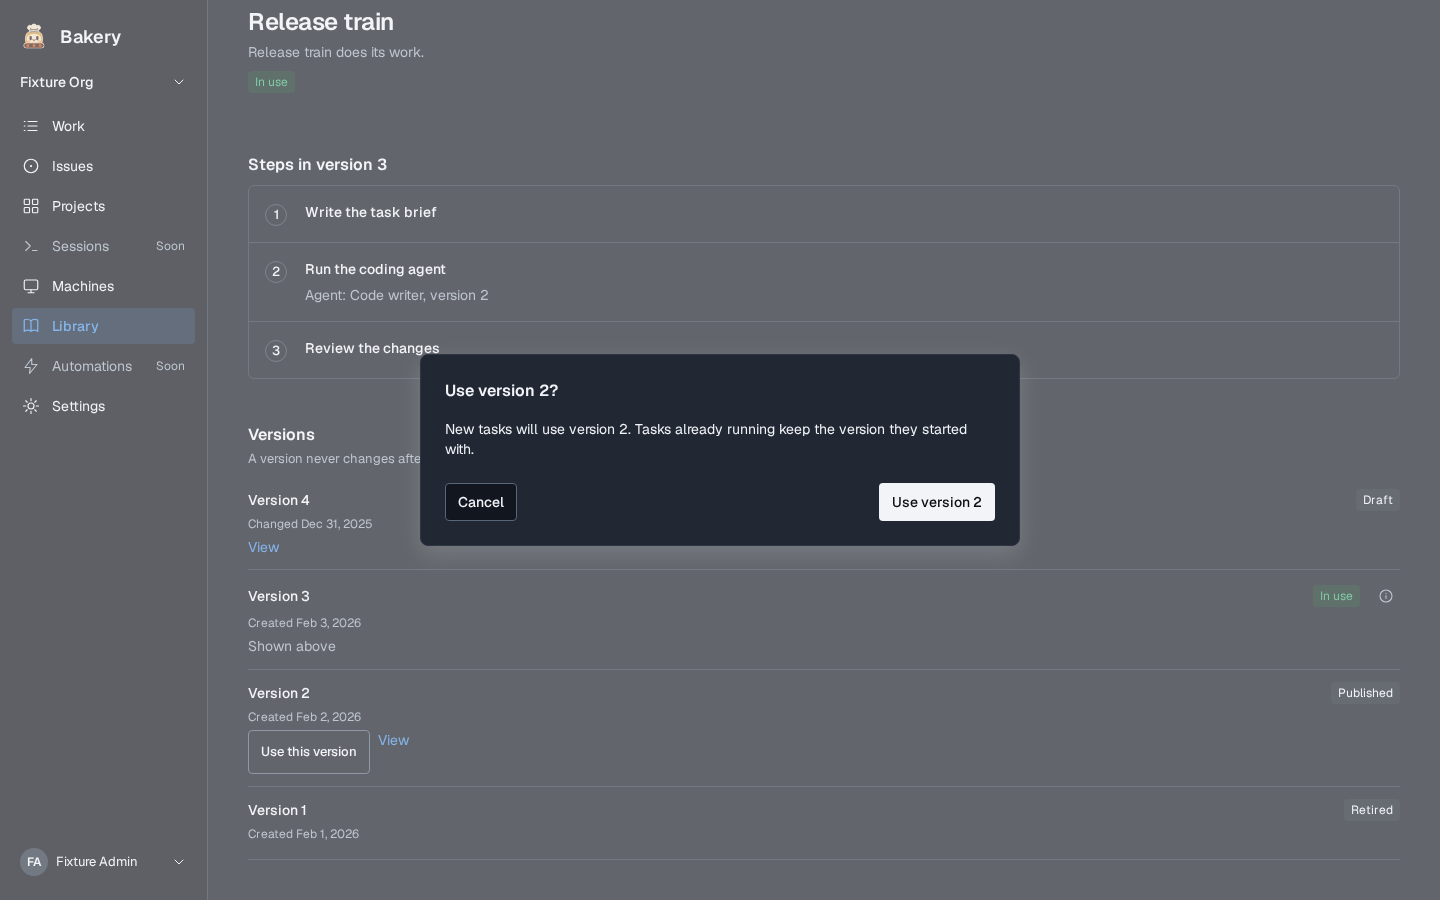 Bakery
Fixture Org
Work
Issues
Projects
Sessions Soon
Machines
Library
Automations Soon
Settings
FA Fixture Admin
Release train
Release train does its work.
In use
Steps in version 3
1 Write the task brief
2 Run the coding agent
Agent: Code writer, version 2
3 Review the changes
Use version 2?
New tasks will use version 2. Tasks already running keep the version they started
with.
Cancel Use version 2
Versions
A version never changes afte
Version 4 Draft
Changed Dec 31, 2025
View
Version 3 In use
Created Feb 3, 2026
Shown above
Version 2 Published
Created Feb 2, 2026
Use this version View
Version 1 Retired
Created Feb 1, 2026